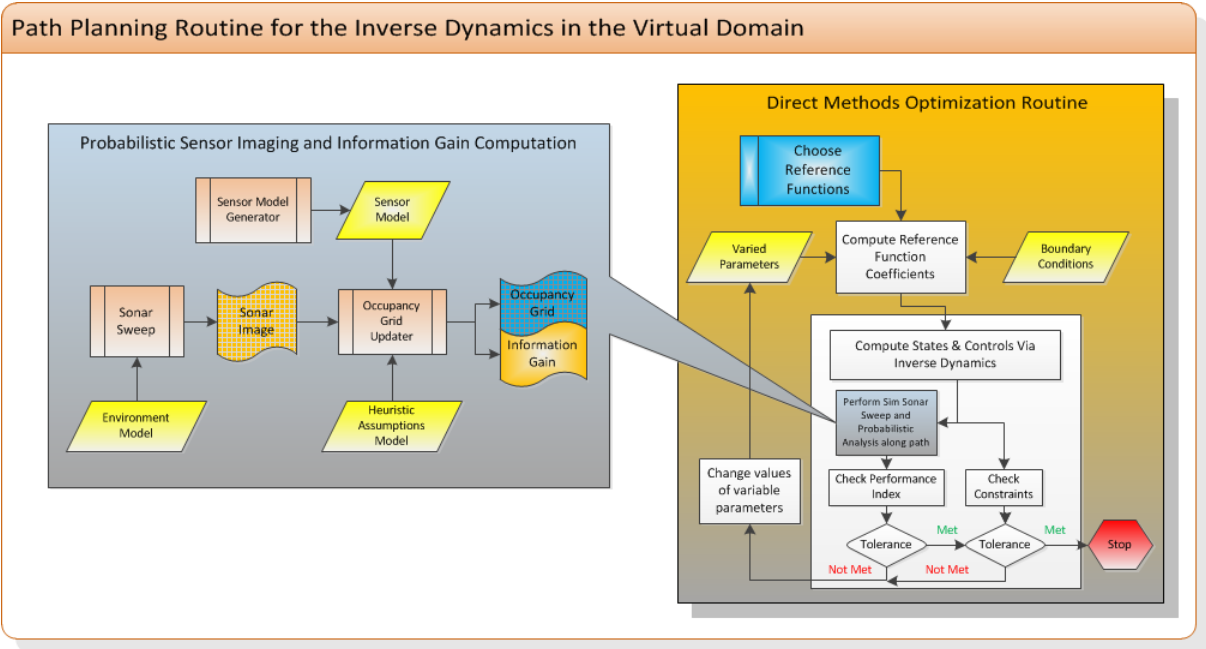 Path Planning Routine for the Inverse Dynamics in the Virtual Domain
Probabilistic Sensor Imaging and Information Gain Computation
Sensor Model
Generator
Sensor
Model
Sonar
Sweep
Sonar
Image
Occupancy
Grid
Updater
Occupancy
Grid
Information
Gain
Environment
Model
Heuristic
Assumptions
Model
Direct Methods Optimization Routine
Choose
Reference
Functions
Varied
Parameters
Compute Reference
Function
Coefficients
Boundary
Conditions
Compute States & Controls Via
Inverse Dynamics
Perform Sim Sonar
Sweep and
Probabilistic
Analysis along path
Change values
of variable
parameters
Check Performance
Index
Check
Constraints
Tolerance
Met
Tolerance
Met
Stop
Not Met
Not Met